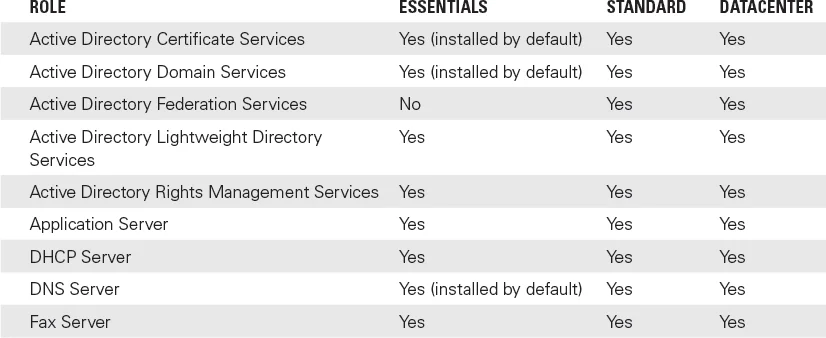 ROLE ESSENTIALS STANDARD DATACENTER
Active Directory Certificate Services Yes (installed by default) Yes Yes
Active Directory Domain Services Yes (installed by default) Yes Yes
Active Directory Federation Services No Yes Yes
Active Directory Lightweight Directory Yes Yes Yes
Services
Active Directory Rights Management Services Yes Yes Yes
Application Server Yes Yes Yes
DHCP Server Yes Yes Yes
DNS Server Yes (installed by default) Yes Yes
Fax Server Yes Yes Yes